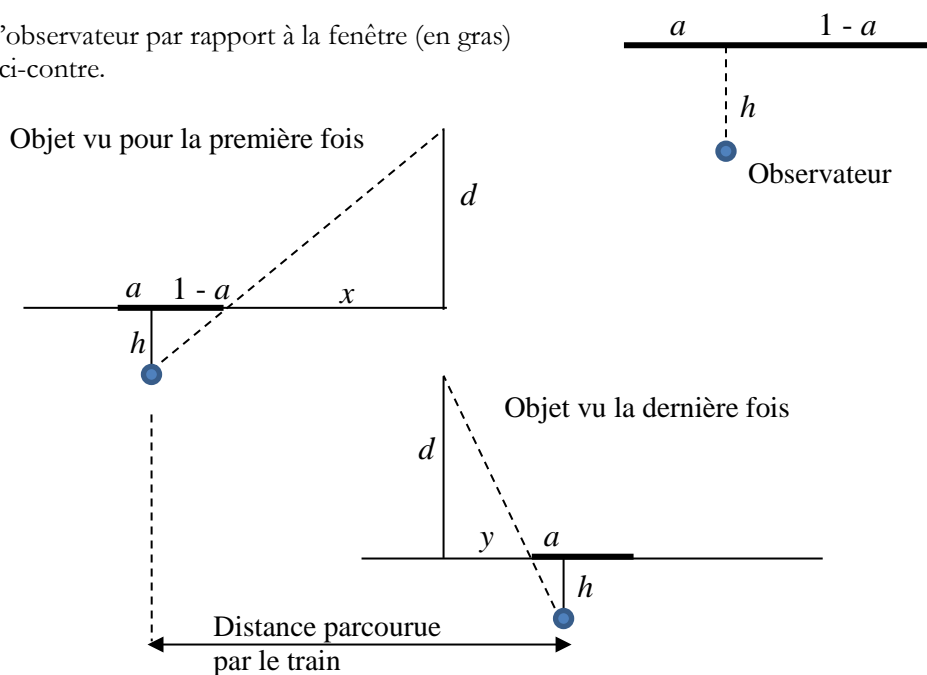 'observateur par rapport à la fenêtre (en gras)
ci-contre.
a 1 - a
h
Observateur
Objet vu pour la première fois
d
a 1 - a x
h
Objet vu la dernière fois
d
y a
h
Distance parcourue
par le train